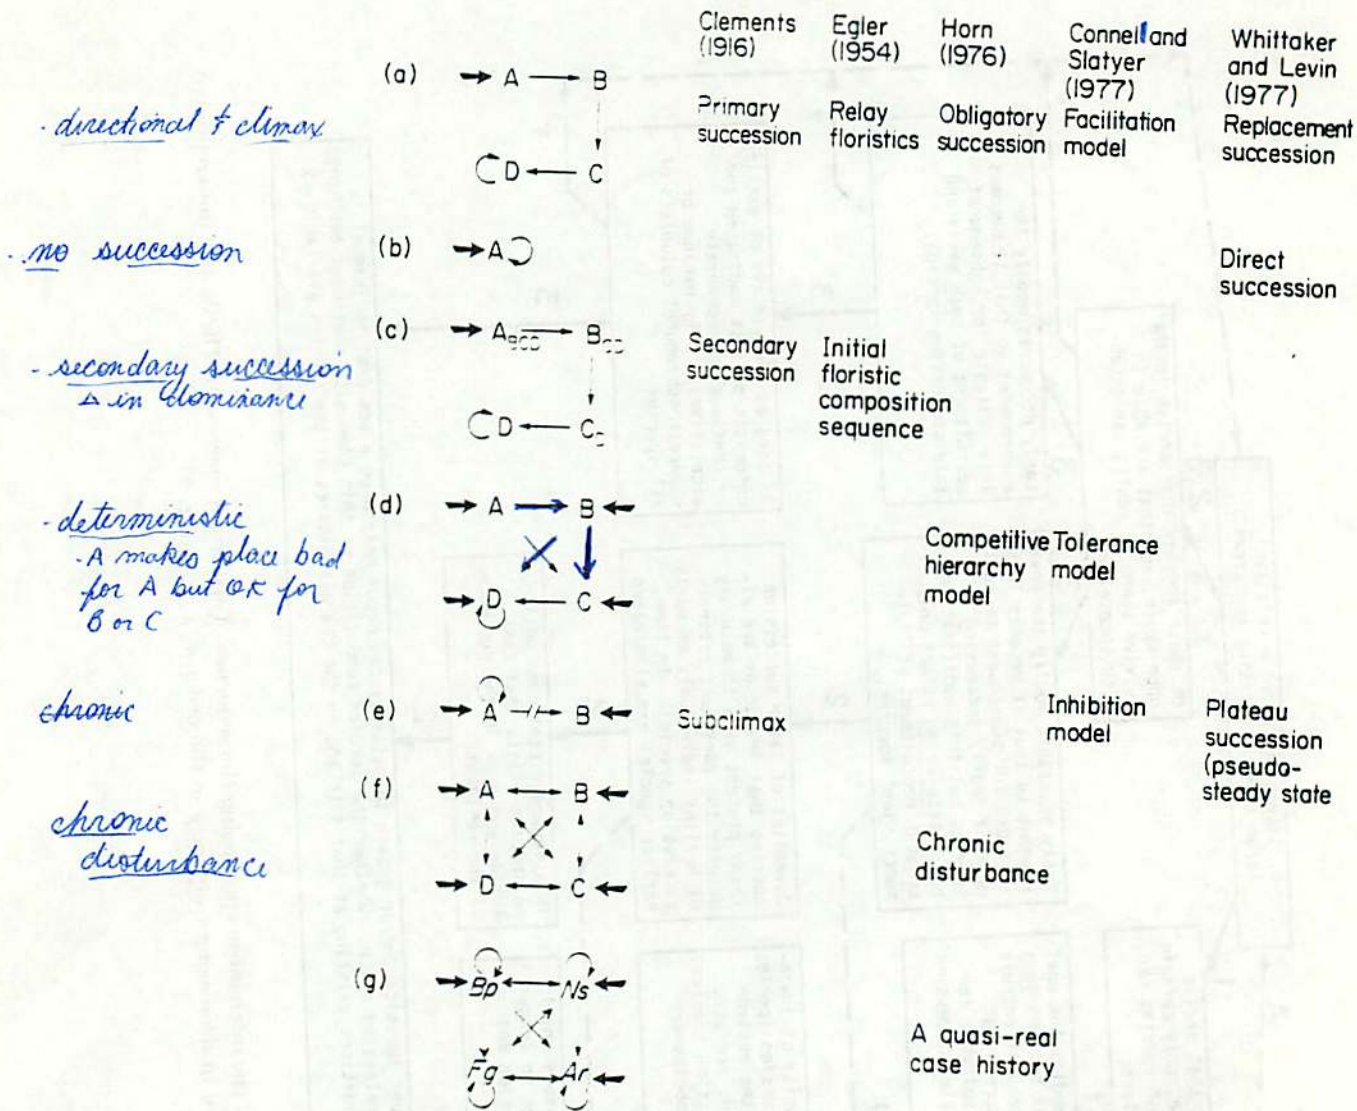 Clements
(1916)
Egler
(1954)
Horn
(1976)
Connell and
Slatyer
(1977)
Whittaker
and Levin
(1977)
· directional + climax
(a)
A B
D C
Primary
succession
Relay
floristics
Obligatory
succession
Facilitation
model
Replacement
succession
· no succession
(b)
A
Direct
succession
- secondary succession
Δ in dominance
(c)
A B
D C
Secondary
succession
Initial
floristic
composition
sequence
- deterministic
· A makes place bad
for A but OK for
B or C
(d)
A B
D C
Competitive
hierarchy
model
Tolerance
model
chronic
(e)
A B
Subclimax
Inhibition
model
Plateau
succession
(pseudo-
steady state
chronic
disturbance
(f)
A B
D C
Chronic
disturbance
(g)
Bp Ns
Fg Ar
A quasi-real
case history